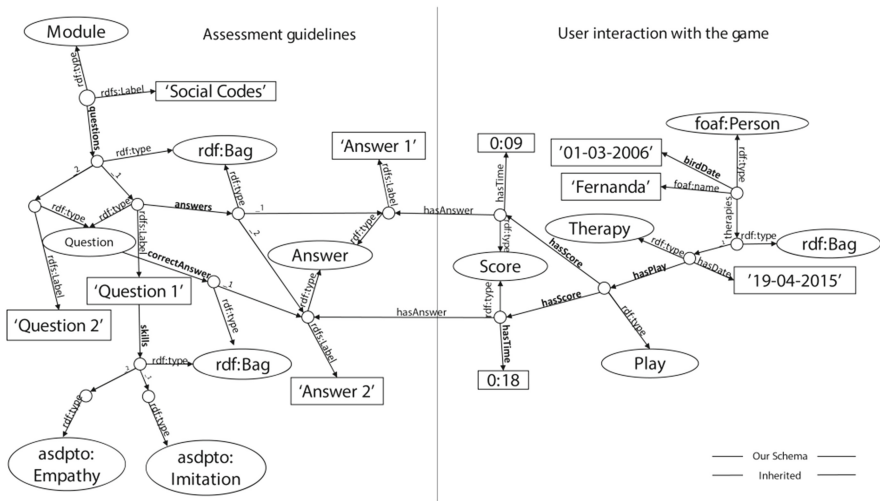 Module
Assessment guidelines
User interaction with the game
rdf:type
rdfs:Label
'Social Codes'
questions
rdf:type
rdf:Bag
'Answer 1'
0:09
foaf:Person
_2
_1
rdf:type
rdfs:Label
hasTime
'01-03-2006'
birdDate
rdf:type
'Fernanda'
foaf:name
rdf:type
rdf:type
answers
_1
rdf:type
hasAnswer
rdf:type
Therapy
therapies
Question
rdfs:Label
_2
Answer
Score
hasScore
rdf:type
_1
rdf:type
rdf:Bag
correctAnswer
hasPlay
hasDate
'19-04-2015'
rdfs:Label
'Question 1'
_1
rdf:type
rdf:type
hasScore
'Question 2'
rdf:type
rdfs:Label
hasAnswer
hasTime
rdf:type
skills
rdf:type
rdf:Bag
'Answer 2'
0:18
Play
_1
rdf:type
rdf:type
asdpto:
Empathy
asdpto:
Imitation
Our Schema
Inherited